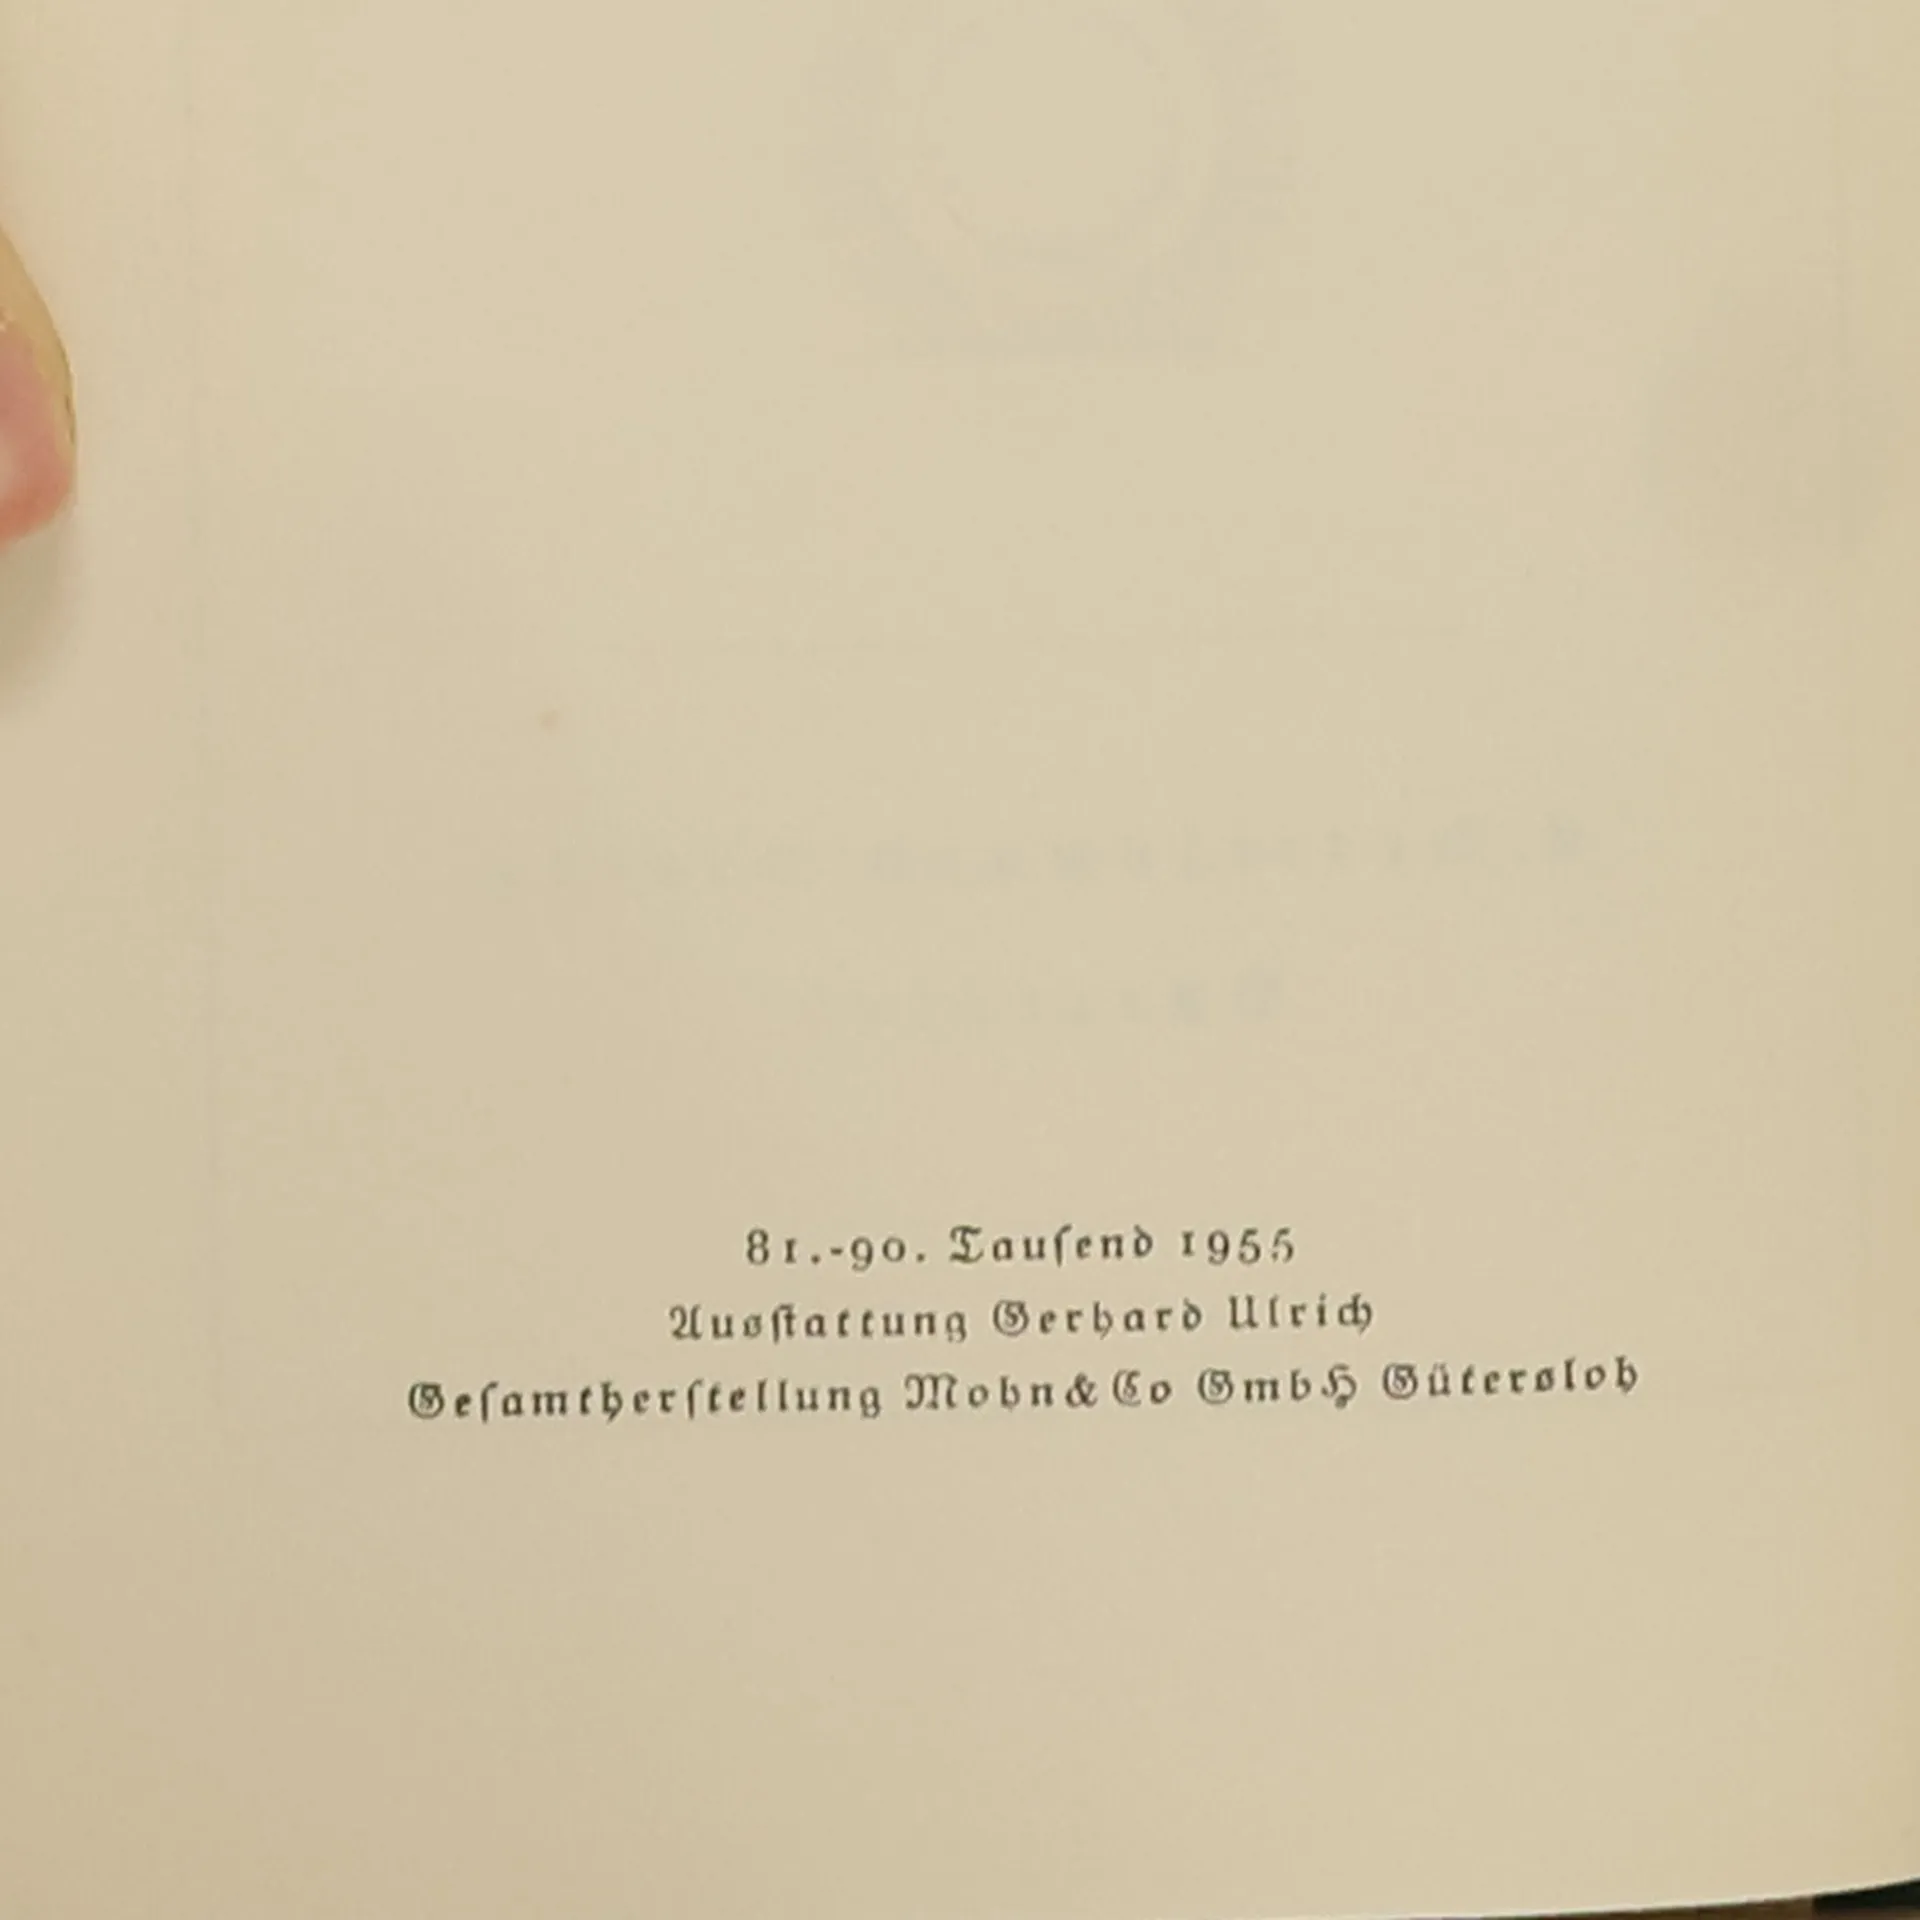 81.-90. Tauſend 1955
Ausſtattung Gerhard Ulrich
Geſamtherſtellung Mohn & Co GmbH Gütersloh